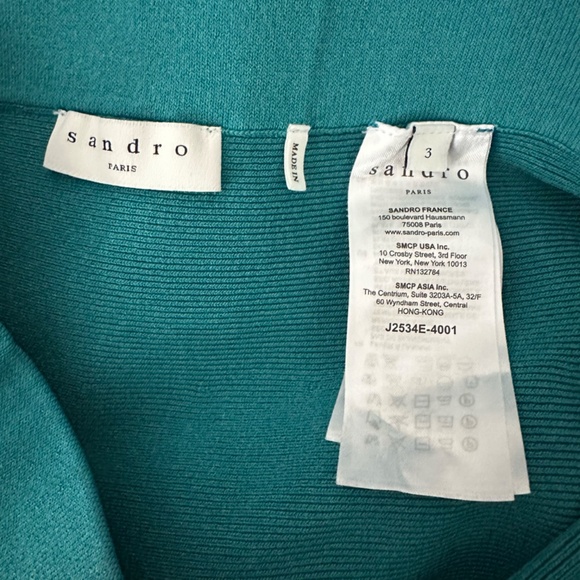 sandro
PARIS
MADE IN
3
sandro
PARIS
SANDRO FRANCE
150 boulevard Haussmann
75008 Paris
www.sandro-paris.com
SMCP USA Inc.
10 Crosby Street, 3rd Floor
New York, New York 10013
RN132784
SMCP ASIA Inc.
The Centrium, Suite 3203A-5A, 32/F
60 Wyndham Street, Central
HONG-KONG
J2534E-4001